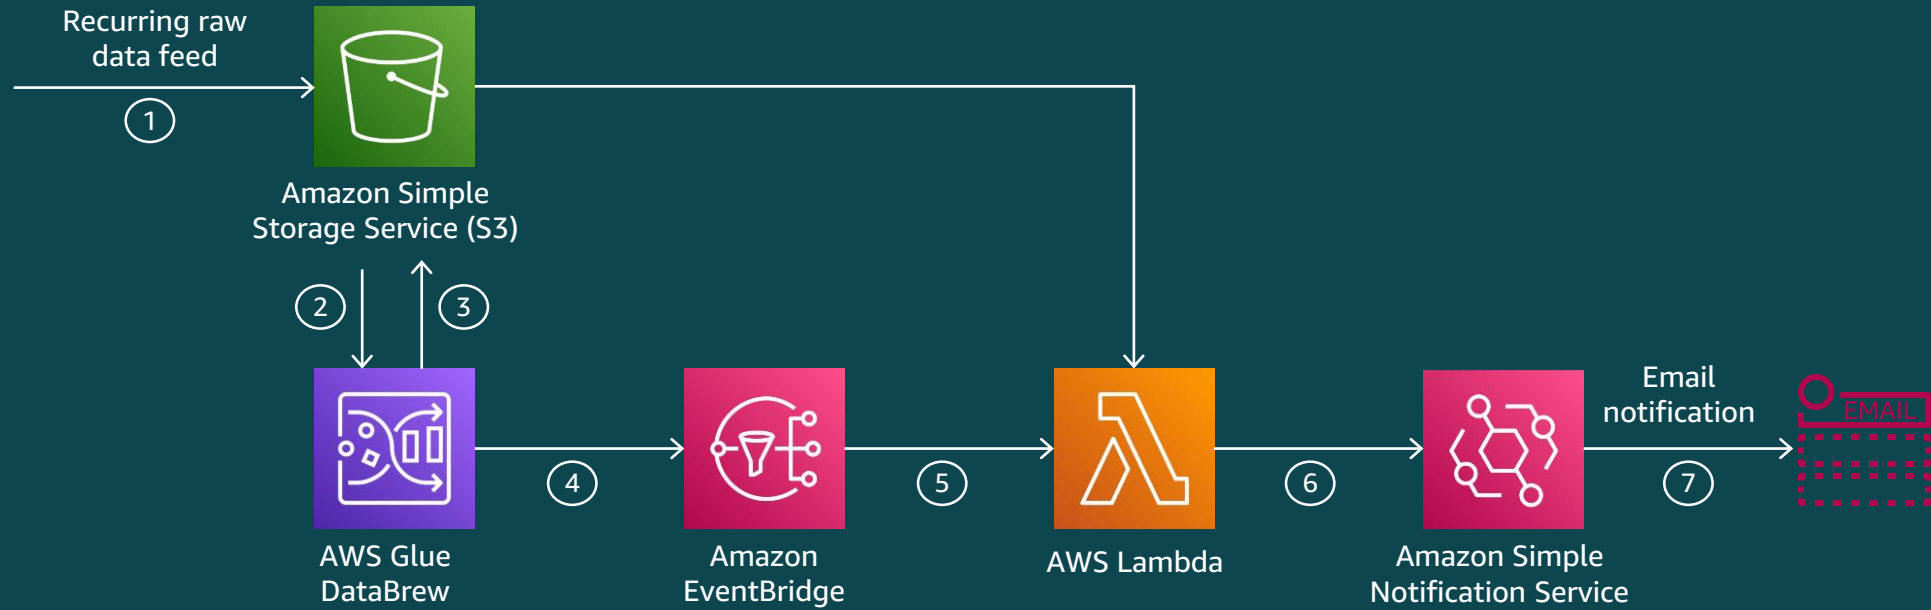 Recurring raw
data feed
1
Amazon Simple
Storage Service (S3)
2
3
AWS Glue
DataBrew
4
Amazon
EventBridge
5
AWS Lambda
6
Amazon Simple
Notification Service
Email
notification
7
EMAIL